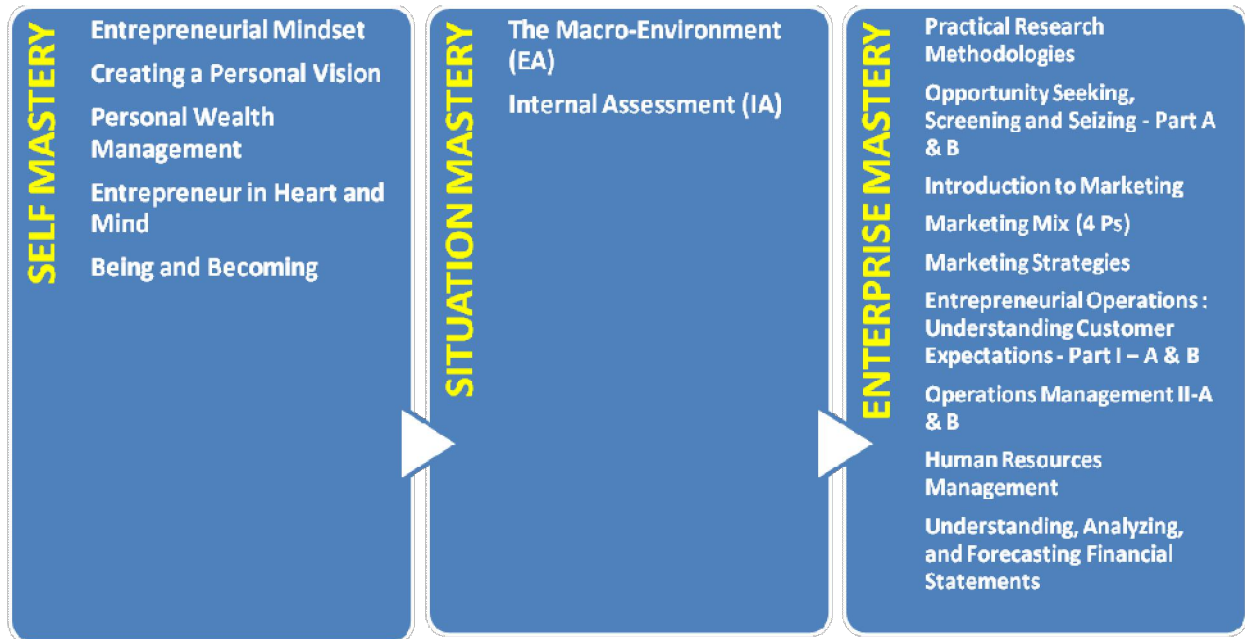 SELF MASTERY
Entrepreneurial Mindset
Creating a Personal Vision
Personal Wealth
Management
Entrepreneur in Heart and
Mind
Being and Becoming
SITUATION MASTERY
The Macro-Environment
(EA)
Internal Assessment (IA)
ENTERPRISE MASTERY
Practical Research
Methodologies
Opportunity Seeking,
Screening and Seizing - Part A
& B
Introduction to Marketing
Marketing Mix (4 Ps)
Marketing Strategies
Entrepreneurial Operations :
Understanding Customer
Expectations - Part I – A & B
Operations Management II-A
& B
Human Resources
Management
Understanding, Analyzing,
and Forecasting Financial
Statements